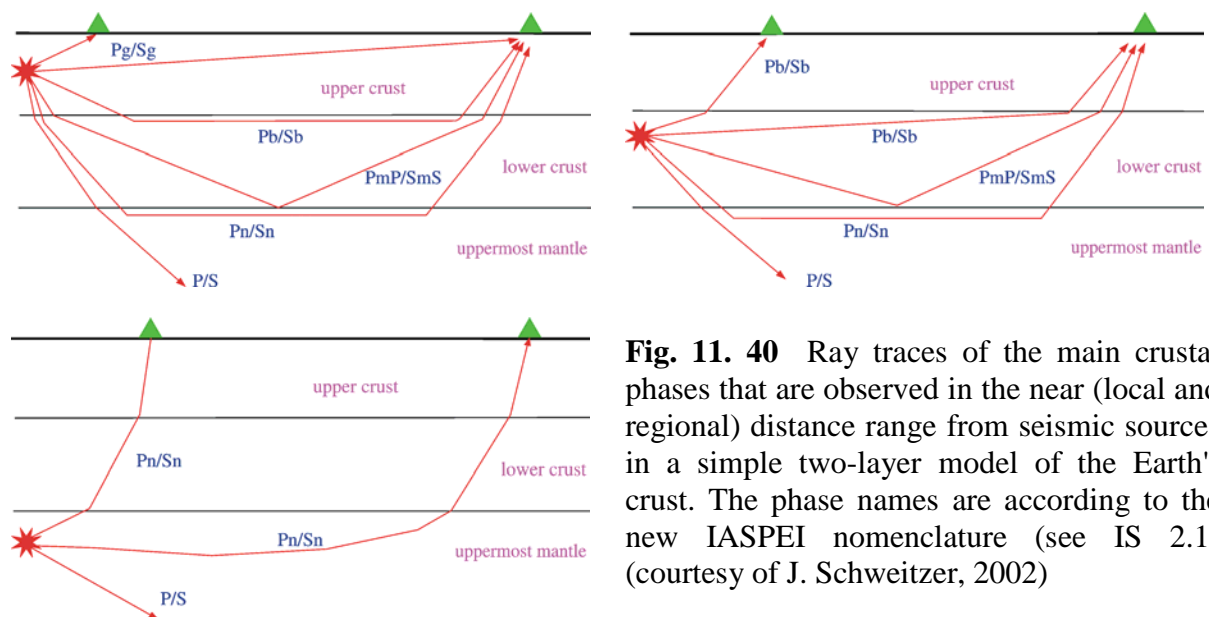 Pg/Sg
upper crust
Pb/Sb
lower crust
PmP/SmS
Pn/Sn
uppermost mantle
P/S
Pb/Sb
upper crust
Pb/Sb
lower crust
PmP/SmS
Pn/Sn
uppermost mantle
P/S
upper crust
Pn/Sn
lower crust
Pn/Sn
uppermost mantle
P/S
Fig. 11. 40 Ray traces of the main crusta
phases that are observed in the near (local and
regional) distance range from seismic source
in a simple two-layer model of the Earth'
crust. The phase names are according to the
new IASPEI nomenclature (see IS 2.1
(courtesy of J. Schweitzer, 2002)